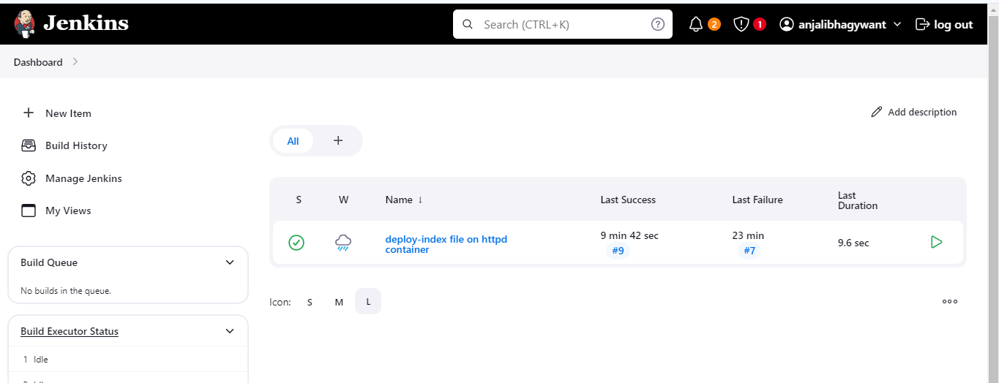 Jenkins
Search (CTRL+K)
?
2
1
anjalibhagywant
log out
Dashboard
New Item
Build History
Manage Jenkins
My Views
Add description
All
+
S W Name ↓ Last Success Last Failure Last Duration
deploy-index file on httpd container
9 min 42 sec
#9
23 min
#7
9.6 sec
Icon: S M L
Build Queue
No builds in the queue.
Build Executor Status
1 Idle